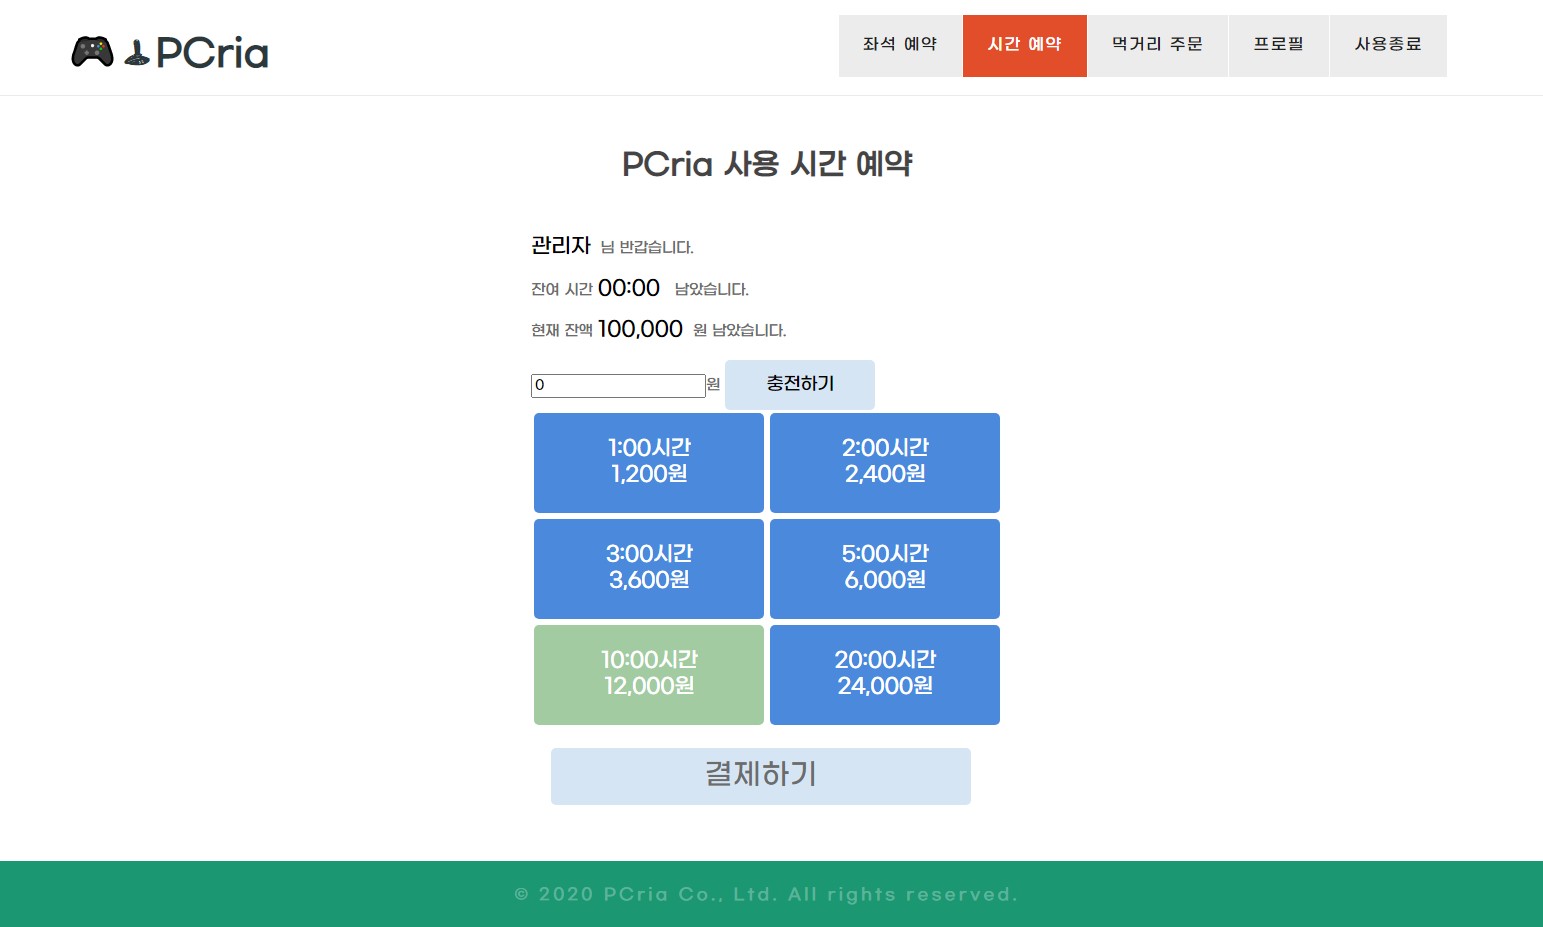 PCria
좌석 예약 시간 예약 먹거리 주문 프로필 사용종료
PCria 사용 시간 예약
관리자 님 반갑습니다.
잔여 시간 00:00 남았습니다.
현재 잔액 100,000 원 남았습니다.
0 원 충전하기
1:00시간
1,200원
2:00시간
2,400원
3:00시간
3,600원
5:00시간
6,000원
10:00시간
12,000원
20:00시간
24,000원
결제하기
© 2020 PCria Co., Ltd. All rights reserved.